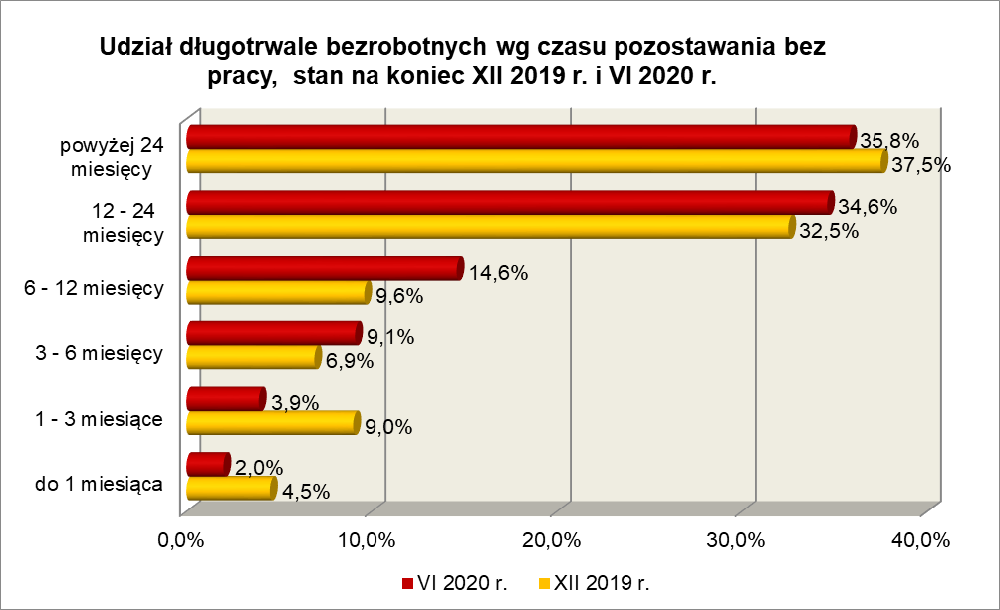 Udział długotrwale bezrobotnych wg czasu pozostawania bez
pracy,  stan na koniec XII 2019 r. i VI 2020 r.
powyżej 24
miesięcy
35,8%
37,5%
12 - 24
miesięcy
34,6%
32,5%
6 - 12 miesięcy
14,6%
9,6%
3 - 6 miesięcy
9,1%
6,9%
1 - 3 miesiące
3,9%
9,0%
do 1 miesiąca
2,0%
4,5%
0,0% 10,0% 20,0% 30,0% 40,0%
VI 2020 r. XII 2019 r.